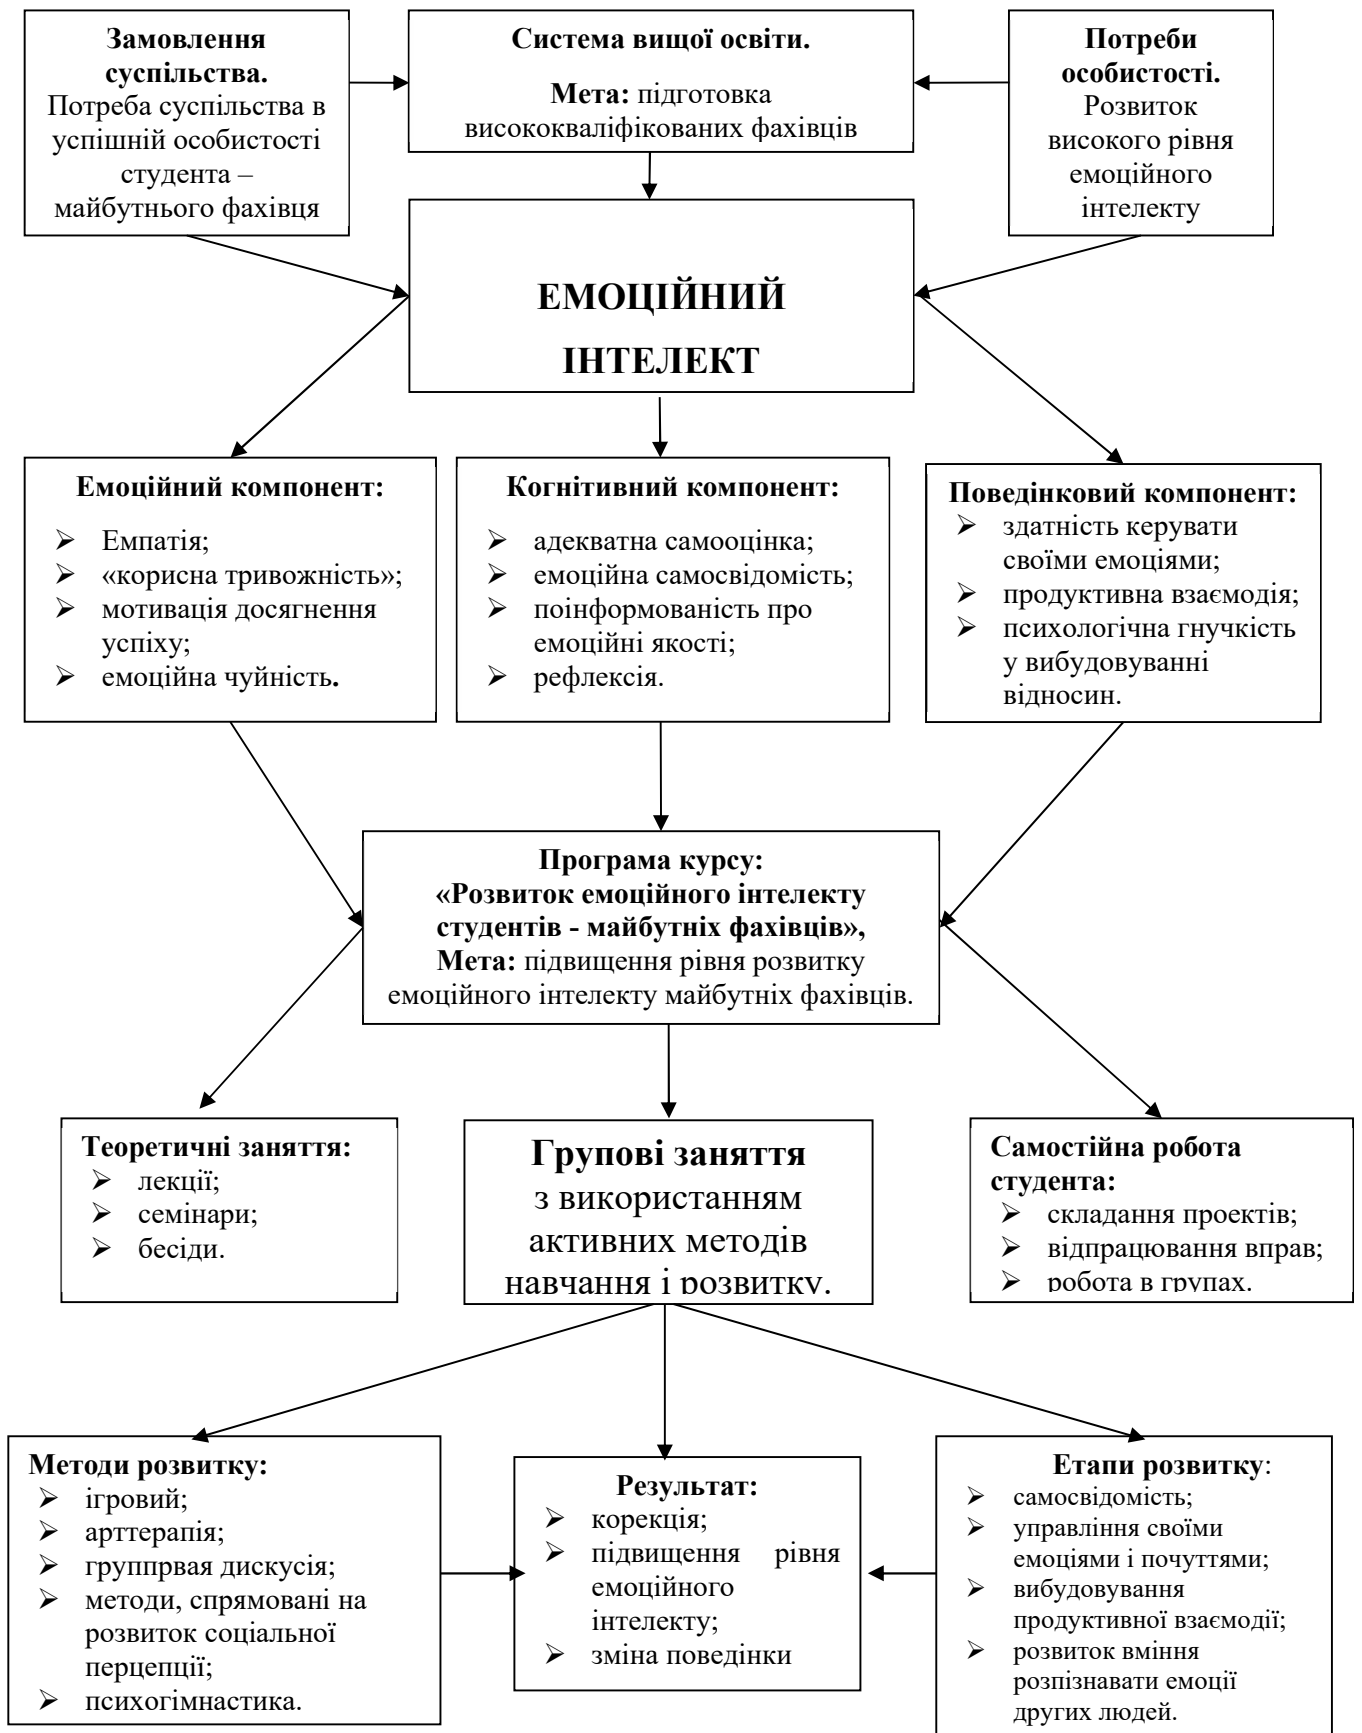 Замовлення
суспільства.
Потреба суспільства в
успішній особистості
студента –
майбутнього фахівця
Система вищої освіти.
Мета: підготовка
висококваліфікованих фахівців
Потреби
особистості.
Розвиток
високого рівня
емоційного
інтелекту
ЕМОЦІЙНИЙ
ІНТЕЛЕКТ
Емоційний компонент:
➢ Емпатія;
➢ «корисна тривожність»;
➢ мотивація досягнення
успіху;
➢ емоційна чуйність.
Когнітивний компонент:
➢ адекватна самооцінка;
➢ емоційна самосвідомість;
➢ поінформованість про
емоційні якості;
➢ рефлексія.
Поведінковий компонент:
➢ здатність керувати
своїми емоціями;
➢ продуктивна взаємодія;
➢ психологічна гнучкість
у вибудовуванні
відносин.
Програма курсу:
«Розвиток емоційного інтелекту
студентів - майбутніх фахівців»,
Мета: підвищення рівня розвитку
емоційного інтелекту майбутніх фахівців.
Теоретичні заняття:
➢ лекції;
➢ семінари;
➢ бесіди.
Групові заняття
з використанням
активних методів
навчання і розвитку.
Самостійна робота
студента:
➢ складання проектів;
➢ відпрацювання вправ;
➢ робота в групах.
Методи розвитку:
➢ ігровий;
➢ арттерапія;
➢ группрвая дискусія;
➢ методи, спрямовані на
розвиток соціальної
перцепції;
➢ психогімнастика.
Результат:
➢ корекція;
➢ підвищення рівня
емоційного
інтелекту;
➢ зміна поведінки
Етапи розвитку:
➢ самосвідомість;
➢ управління своїми
емоціями і почуттями;
➢ вибудовування
продуктивної взаємодії;
➢ розвиток вміння
розпізнавати емоції
других людей.